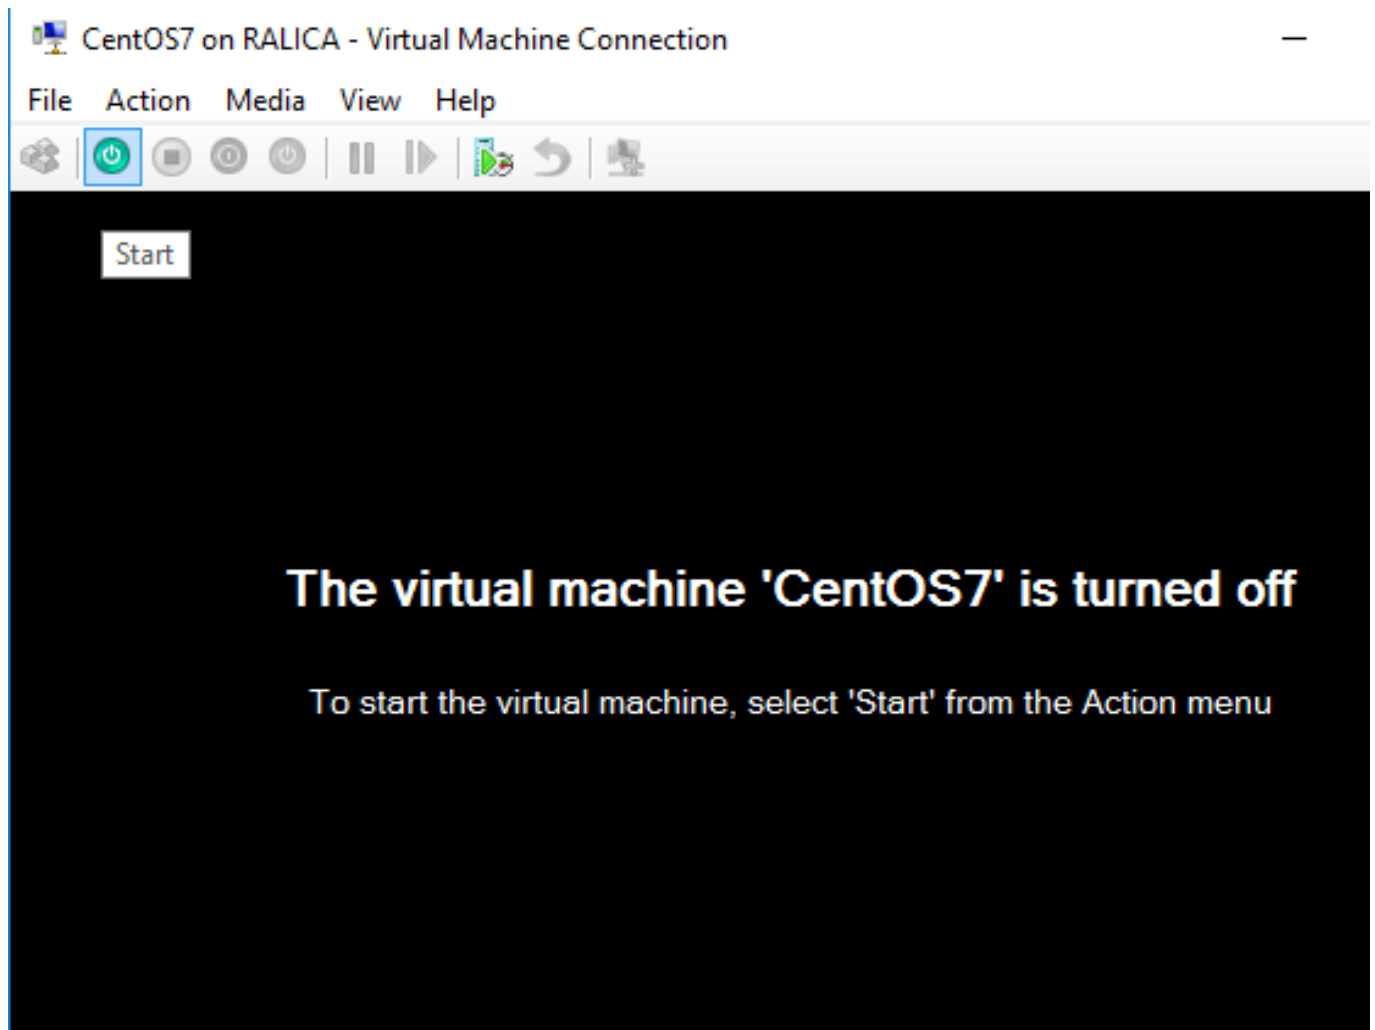 CentOS7 on RALICA - Virtual Machine Connection
File Action Media View Help
Start
The virtual machine 'CentOS7' is turned off
To start the virtual machine, select 'Start' from the Action menu